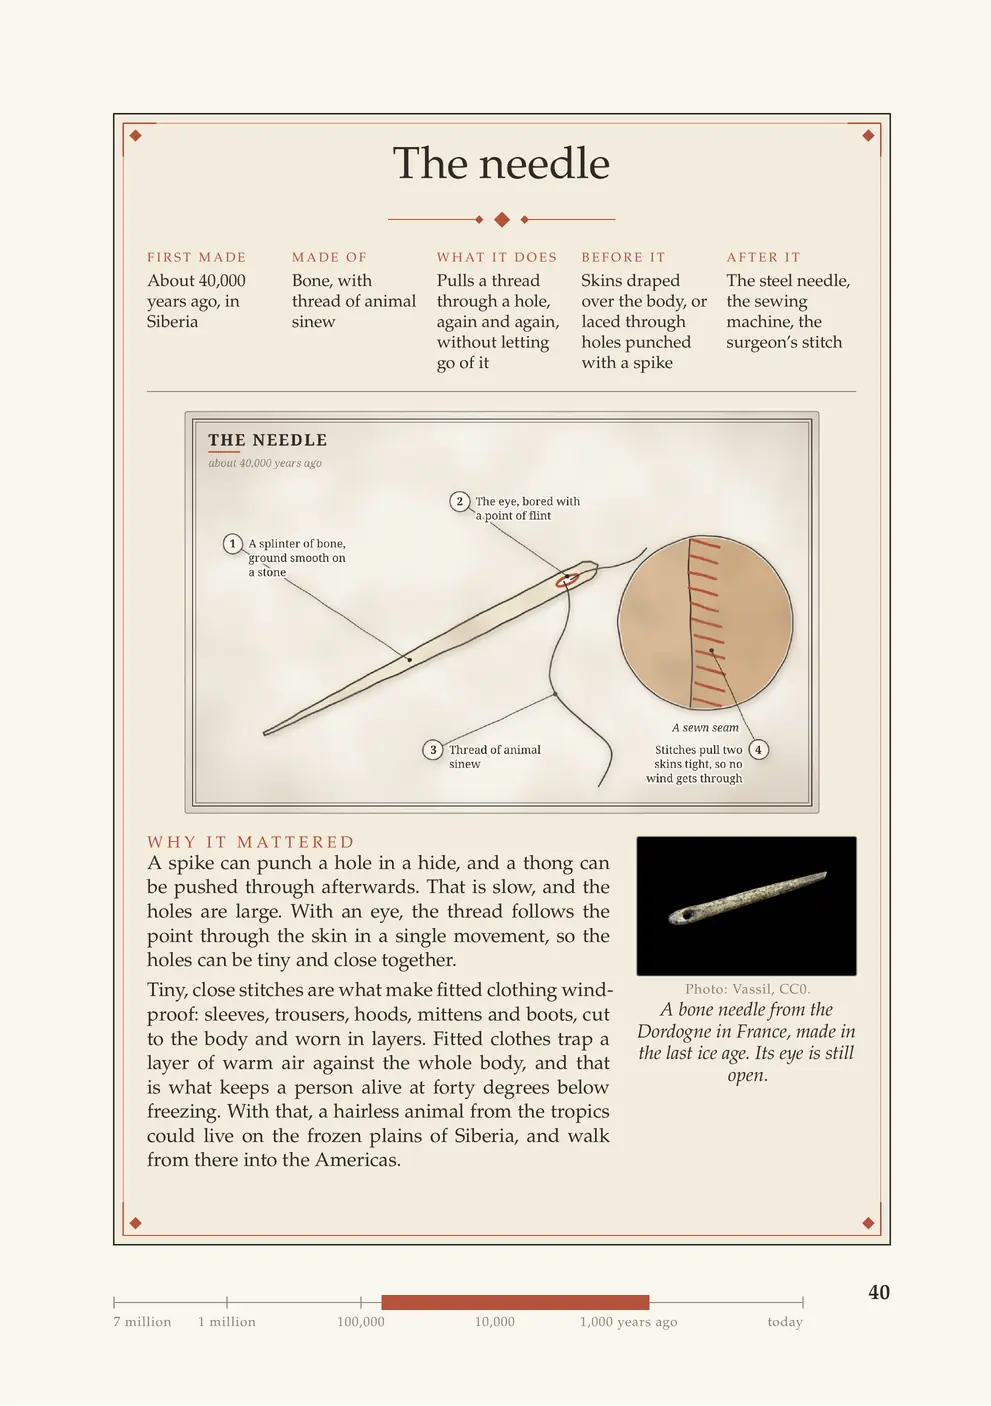 The needle
FIRST MADE
About 40,000
years ago, in
Siberia
MADE OF
Bone, with
thread of animal
sinew
WHAT IT DOES
Pulls a thread
through a hole,
again and again,
without letting
go of it
BEFORE IT
Skins draped
over the body, or
laced through
holes punched
with a spike
AFTER IT
The steel needle,
the sewing
machine, the
surgeon's stitch
THE NEEDLE
about 40,000 years ago
1 A splinter of bone,
ground smooth on
a stone
2 The eye, bored with
a point of flint
3 Thread of animal
sinew
A sewn seam
Stitches pull two 4
skins tight, so no
wind gets through
WHY IT MATTERED
A spike can punch a hole in a hide, and a thong can
be pushed through afterwards. That is slow, and the
holes are large. With an eye, the thread follows the
point through the skin in a single movement, so the
holes can be tiny and close together.
Tiny, close stitches are what make fitted clothing wind-
proof: sleeves, trousers, hoods, mittens and boots, cut
to the body and worn in layers. Fitted clothes trap a
layer of warm air against the whole body, and that
is what keeps a person alive at forty degrees below
freezing. With that, a hairless animal from the tropics
could live on the frozen plains of Siberia, and walk
from there into the Americas.
Photo: Vassil, CC0.
A bone needle from the
Dordogne in France, made in
the last ice age. Its eye is still
open.
40
7 million 1 million 100,000 10,000 1,000 years ago today